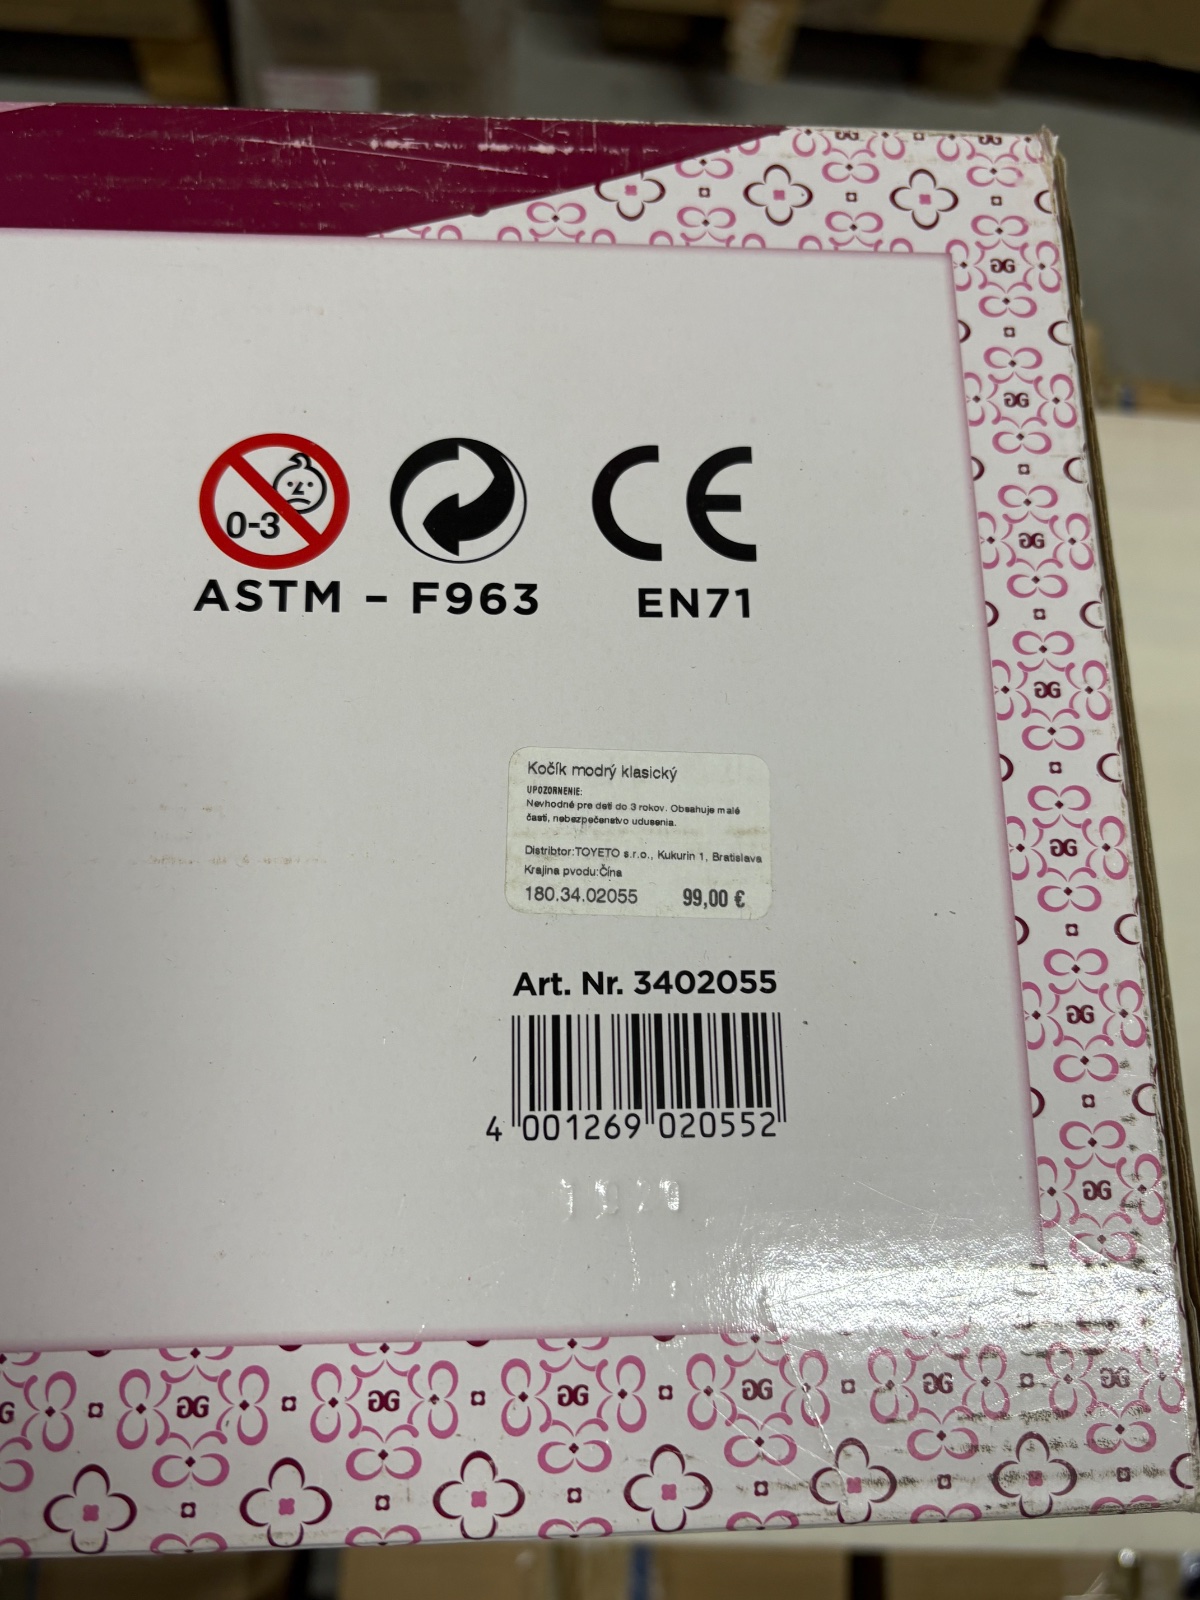 0-3
ASTM – F963
CE
EN71
Kočík modrý klasický
UPOZORNENIE:
Nevhodné pre deti do 3 rokov. Obsahuje malé
časti, nebezpečenstvo udusenia.
Distribtor:TOYETO s.r.o., Kukurin 1, Bratislava
Krajina pvodu:Čína
180.34.02055 99,00 €
Art. Nr. 3402055
4 001269 020552